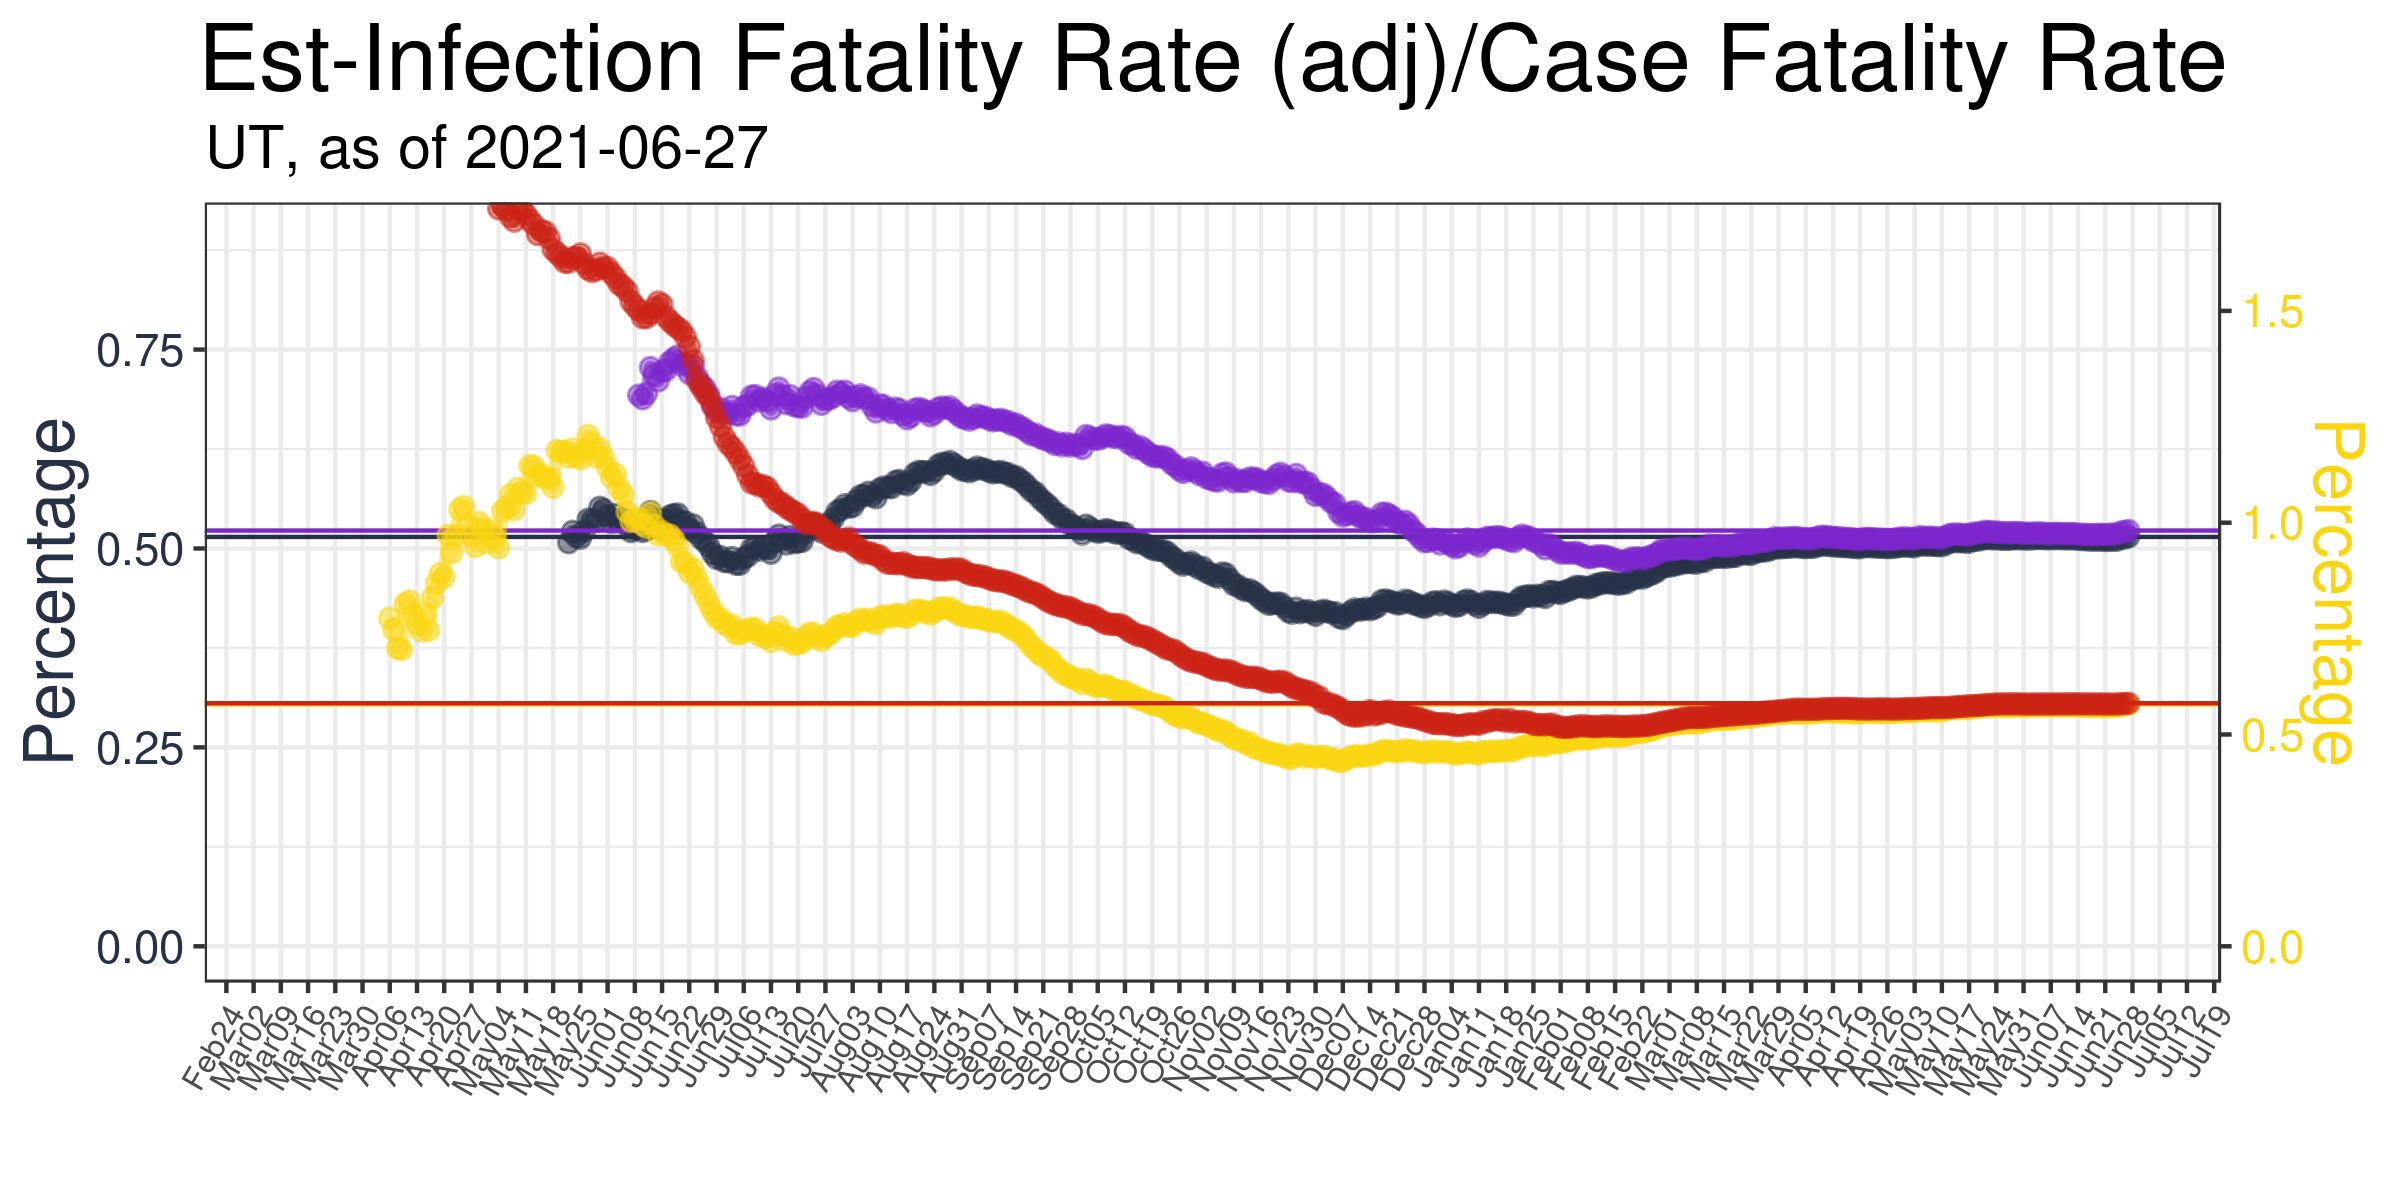 Est-Infection Fatality Rate (adj)/Case Fatality Rate
UT, as of 2021-06-27
Percentage
0.75
0.50
0.25
0.00
1.5
1.0
0.5
0.0
Percentage
Feb24
Mar02
Mar09
Mar16
Mar23
Mar30
Apr06
Apr13
Apr20
Apr27
May04
May11
May18
May25
Jun01
Jun08
Jun15
Jun22
Jun29
Jul06
Jul13
Jul20
Jul27
Aug03
Aug10
Aug17
Aug24
Aug31
Sep07
Sep14
Sep21
Sep28
Oct05
Oct12
Oct19
Oct26
Nov02
Nov09
Nov16
Nov23
Nov30
Dec07
Dec14
Dec21
Dec28
Jan04
Jan11
Jan18
Jan25
Feb01
Feb08
Feb15
Feb22
Mar01
Mar08
Mar15
Mar22
Mar29
Apr05
Apr12
Apr19
Apr26
May03
May10
May17
May24
May31
Jun07
Jun14
Jun21
Jun28
Jul05
Jul12
Jul19